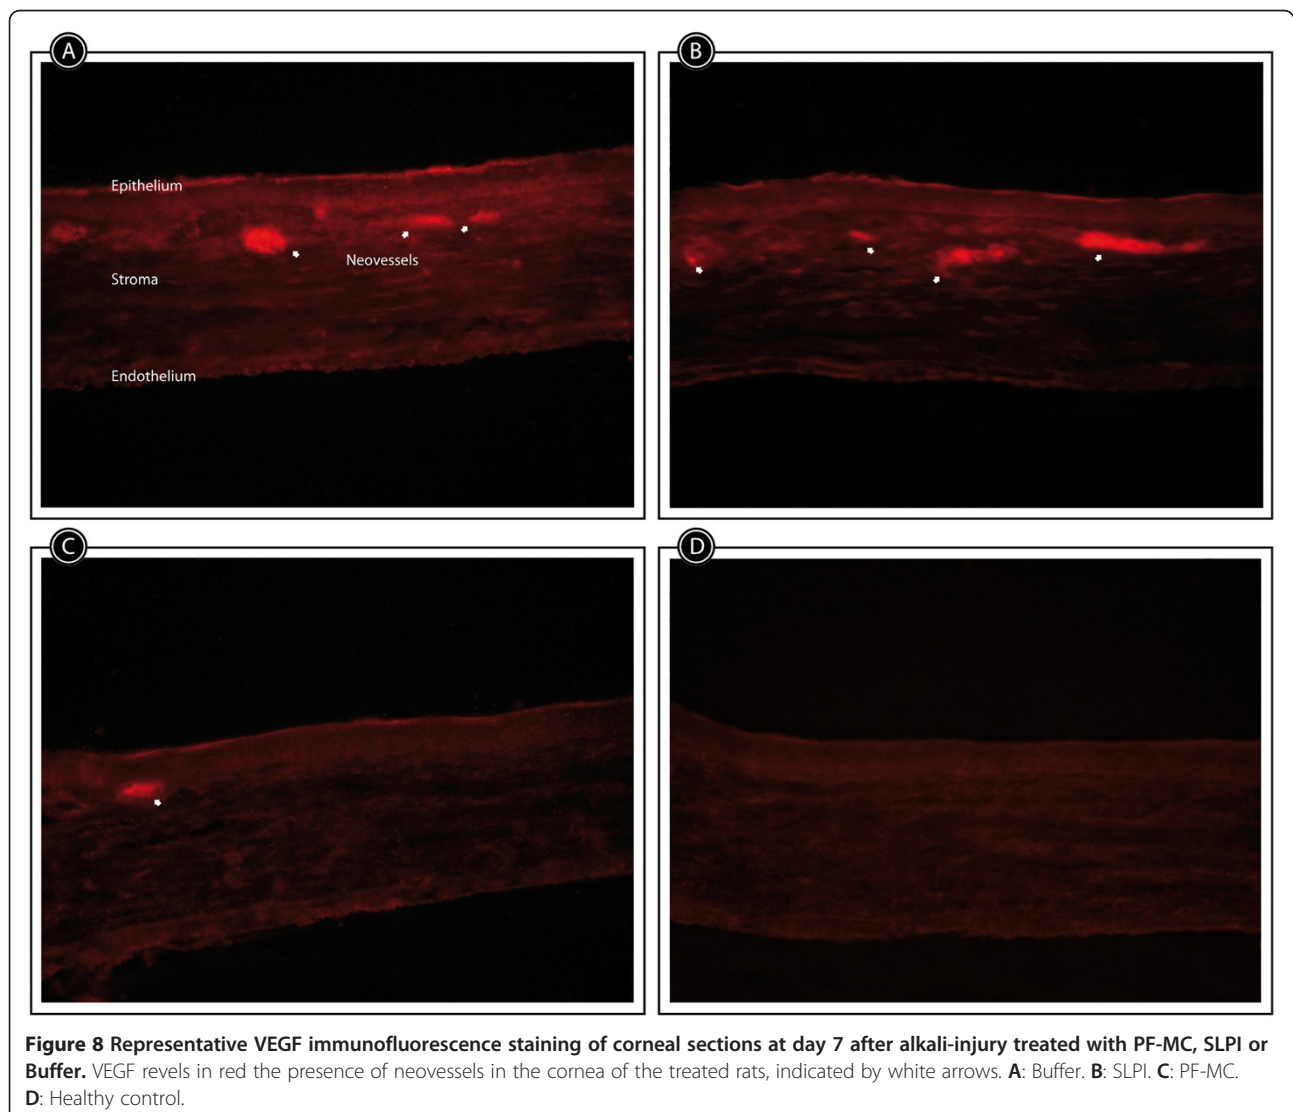 A
B
Epithelium
Neovessels
Stroma
Endothelium
C
D
Figure 8 Representative VEGF immunofluorescence staining of corneal sections at day 7 after alkali-injury treated with PF-MC, SLPI or
Buffer. VEGF revels in red the presence of neovessels in the cornea of the treated rats, indicated by white arrows. A: Buffer. B: SLPI. C: PF-MC.
D: Healthy control.